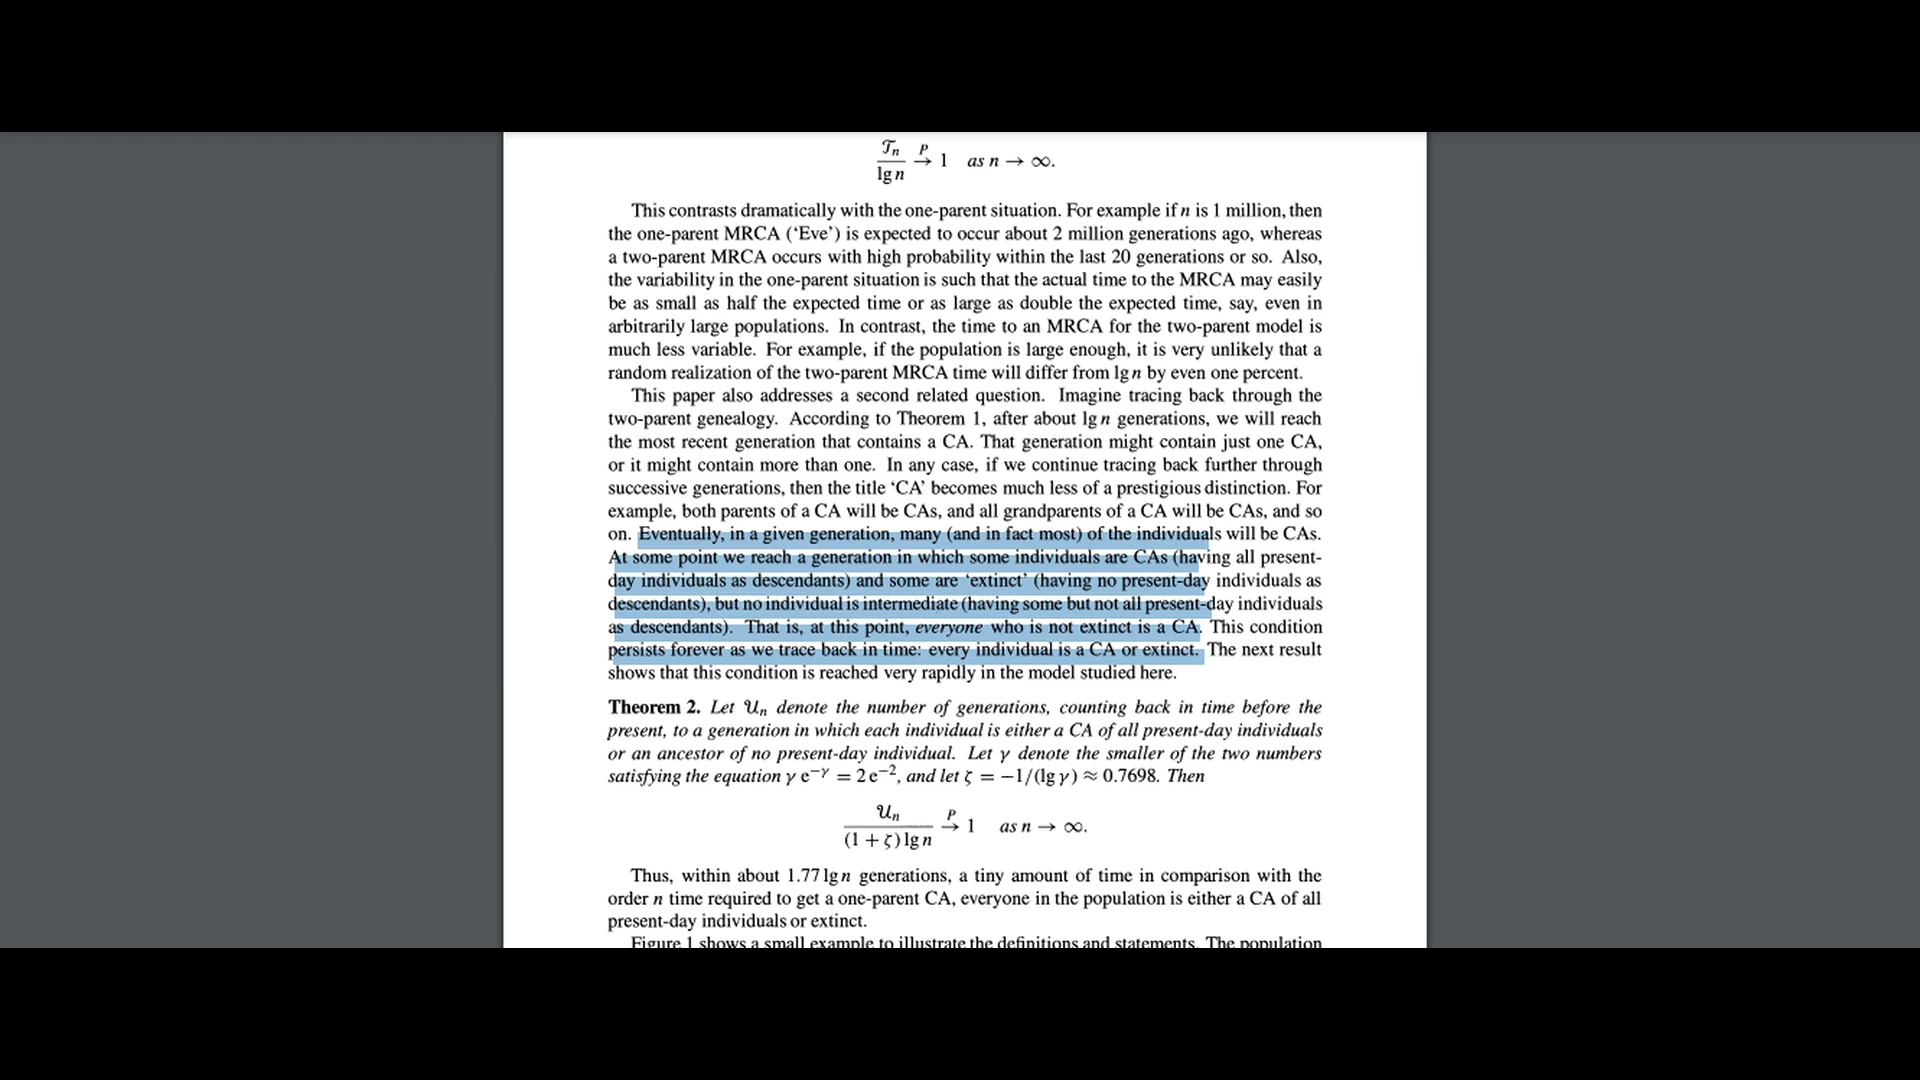 𝒯n / lg n →P 1 as n → ∞.
This contrasts dramatically with the one-parent situation. For example if n is 1 million, then
the one-parent MRCA (‘Eve’) is expected to occur about 2 million generations ago, whereas
a two-parent MRCA occurs with high probability within the last 20 generations or so. Also,
the variability in the one-parent situation is such that the actual time to the MRCA may easily
be as small as half the expected time or as large as double the expected time, say, even in
arbitrarily large populations. In contrast, the time to an MRCA for the two-parent model is
much less variable. For example, if the population is large enough, it is very unlikely that a
random realization of the two-parent MRCA time will differ from lg n by even one percent.
This paper also addresses a second related question. Imagine tracing back through the
two-parent genealogy. According to Theorem 1, after about lg n generations, we will reach
the most recent generation that contains a CA. That generation might contain just one CA,
or it might contain more than one. In any case, if we continue tracing back further through
successive generations, then the title ‘CA’ becomes much less of a prestigious distinction. For
example, both parents of a CA will be CAs, and all grandparents of a CA will be CAs, and so
on. Eventually, in a given generation, many (and in fact most) of the individuals will be CAs.
At some point we reach a generation in which some individuals are CAs (having all present-
day individuals as descendants) and some are ‘extinct’ (having no present-day individuals as
descendants), but no individual is intermediate (having some but not all present-day individuals
as descendants). That is, at this point, everyone who is not extinct is a CA. This condition
persists forever as we trace back in time: every individual is a CA or extinct. The next result
shows that this condition is reached very rapidly in the model studied here.
Theorem 2. Let 𝒰n denote the number of generations, counting back in time before the
present, to a generation in which each individual is either a CA of all present-day individuals
or an ancestor of no present-day individual. Let γ denote the smaller of the two numbers
satisfying the equation γ e^−γ = 2 e^−2, and let ζ = −1/(lg γ) ≈ 0.7698. Then
𝒰n / (1 + ζ) lg n →P 1 as n → ∞.
Thus, within about 1.77 lg n generations, a tiny amount of time in comparison with the
order n time required to get a one-parent CA, everyone in the population is either a CA of all
present-day individuals or extinct.
Figure 1 shows a small example to illustrate the definitions and statements. The population